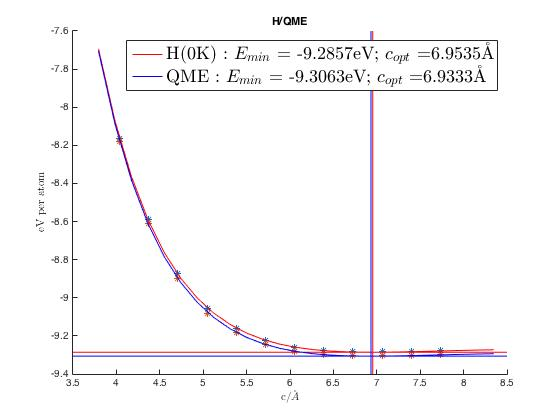 H/QME
H(0K) : E_min = -9.2857eV; c_opt =6.9535Å
QME : E_min = -9.3063eV; c_opt =6.9333Å
eV per atom
-7.6
-7.8
-8
-8.2
-8.4
-8.6
-8.8
-9
-9.2
-9.4
3.5 4 4.5 5 5.5 6 6.5 7 7.5 8 8.5
c/Å